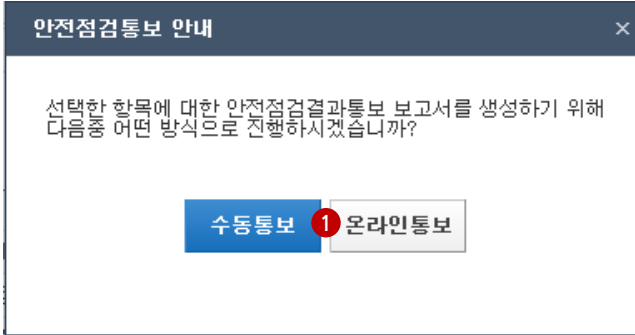 안전점검통보 안내 ×
선택한 항목에 대한 안전점검결과통보 보고서를 생성하기 위해
다음중 어떤 방식으로 진행하시겠습니까?
수동통보 1 온라인통보